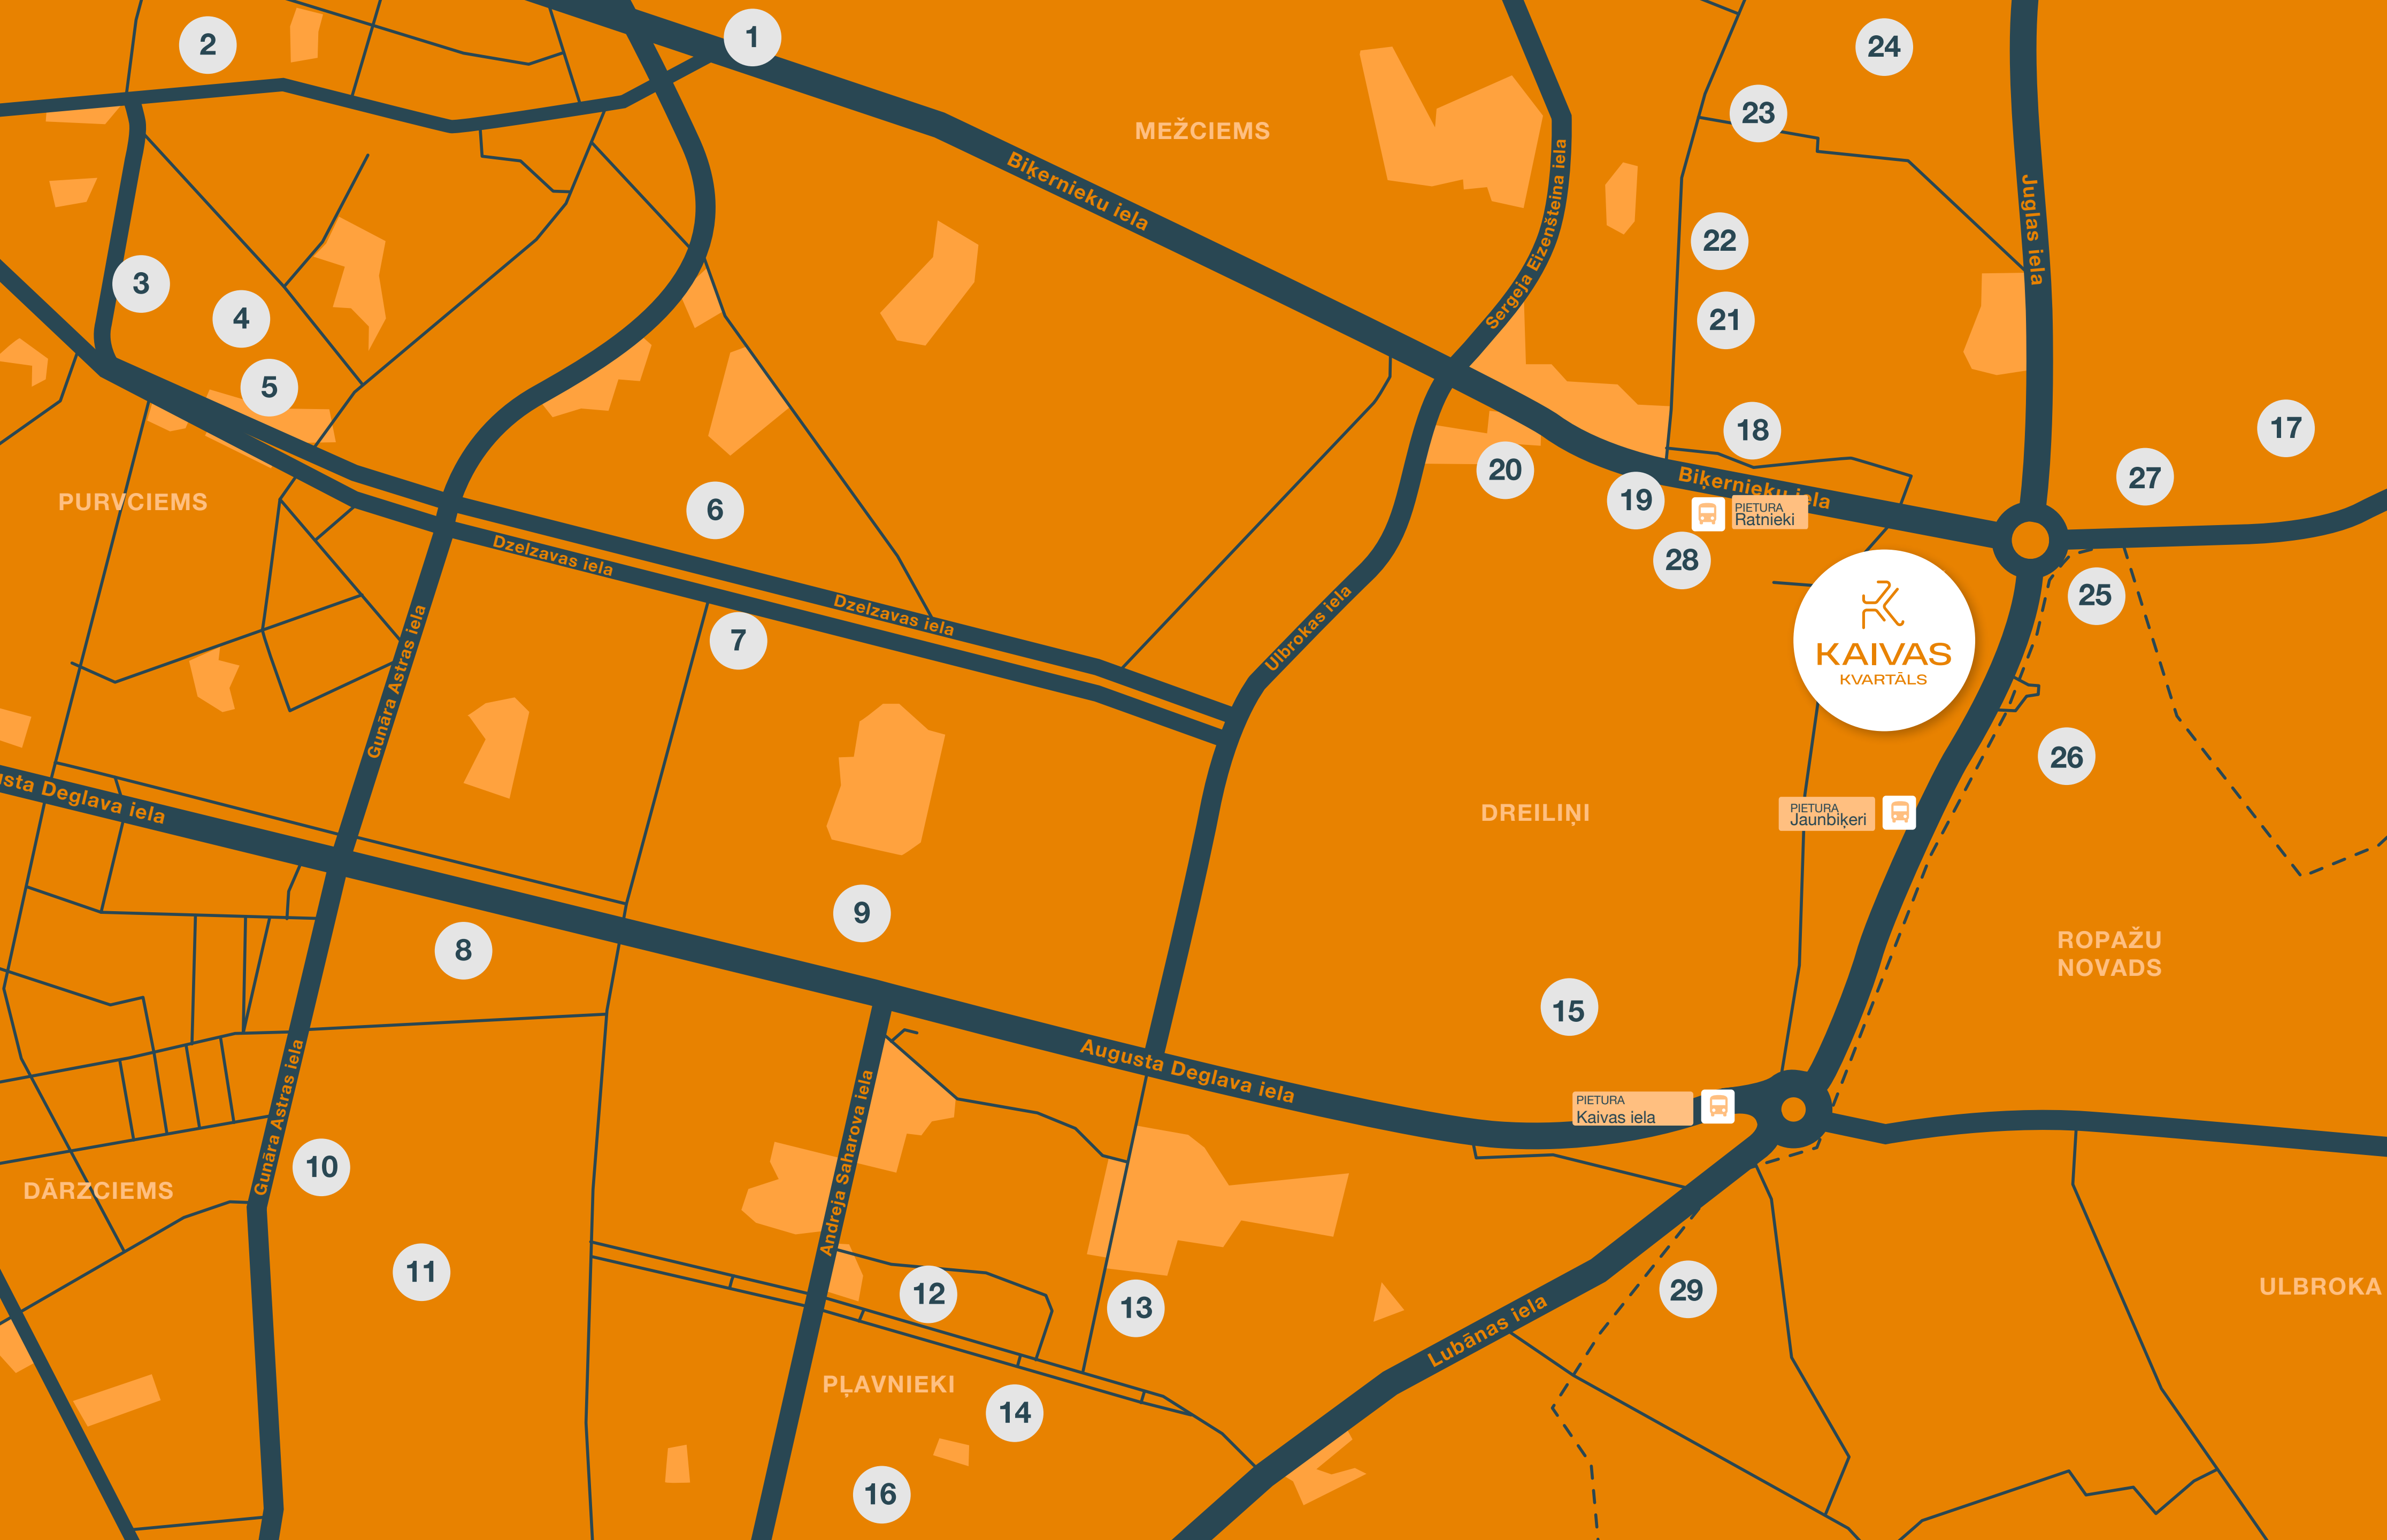 1
2
24
23
MEŽCIEMS
Biķernieku iela
Sergeja Eizenšteina iela
Juglas iela
22
3
4
21
5
18
17
20
27
Biķernieku iela
19
PIETURA
Ratnieki
PURVCIEMS
6
Dzelzavas iela
28
25
Dzelzavas iela
Ulbrokas iela
7
KAIVAS
KVARTĀLS
Gunāra Astras iela
26
usta Deglava iela
DREILIŅI
PIETURA
Jaunbiķeri
9
8
ROPAŽU
NOVADS
15
Augusta Deglava iela
PIETURA
Kaivas iela
Gunāra Astras iela
Andreja Saharova iela
10
DĀRZCIEMS
11
12
13
29
ULBROKA
Lubānas iela
PĻAVNIEKI
14
16